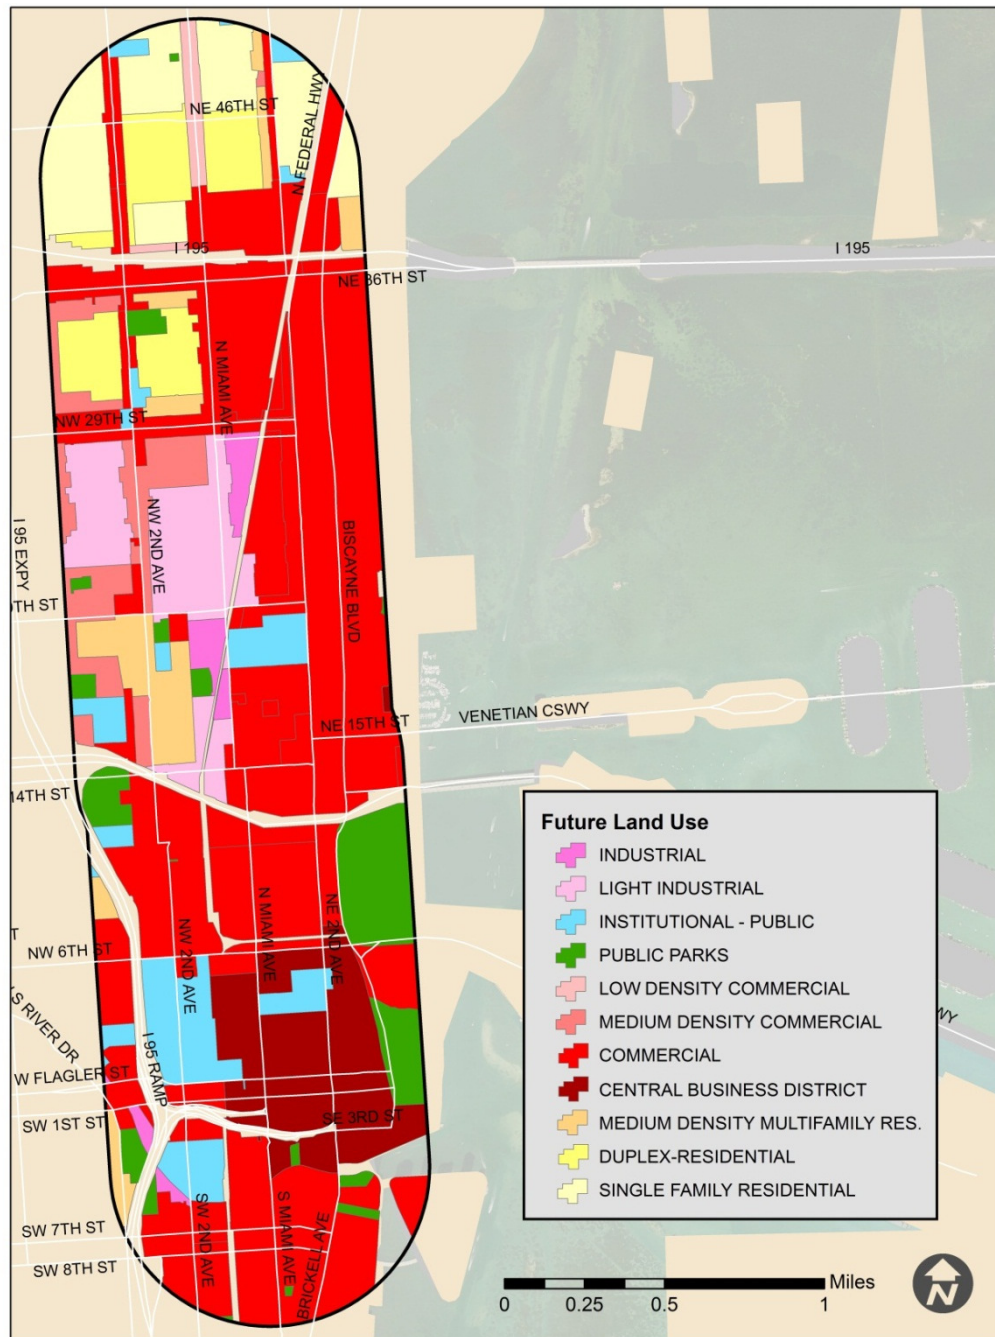 NE 46TH ST
N FEDERAL HWY
I 195
I 195
NE 36TH ST
N MIAMI AVE
NW 29TH ST
I 95 EXPY
NW 2ND AVE
BISCAYNE BLVD
0TH ST
NE 15TH ST
VENETIAN CSWY
14TH ST
Future Land Use
INDUSTRIAL
LIGHT INDUSTRIAL
INSTITUTIONAL - PUBLIC
PUBLIC PARKS
LOW DENSITY COMMERCIAL
MEDIUM DENSITY COMMERCIAL
COMMERCIAL
CENTRAL BUSINESS DISTRICT
MEDIUM DENSITY MULTIFAMILY RES.
DUPLEX-RESIDENTIAL
SINGLE FAMILY RESIDENTIAL
N MIAMI AVE
NE 2ND AVE
NW 2ND AVE
T
NW 6TH ST
S RIVER DR
WY
I 95 RAMP
W FLAGLER ST
SW 1ST ST
SE 3RD ST
SW 2ND AVE
S MIAMI AVE
BRICKELL AVE
SW 7TH ST
SW 8TH ST
Miles
0 0.25 0.5 1
N